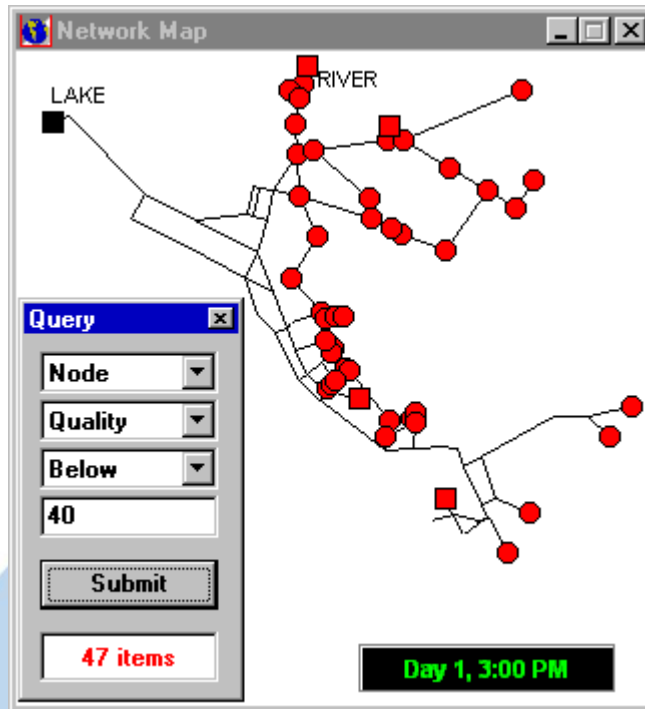 Network Map
LAKE
RIVER
Query
Node
Quality
Below
40
Submit
47 items
Day 1, 3:00 PM